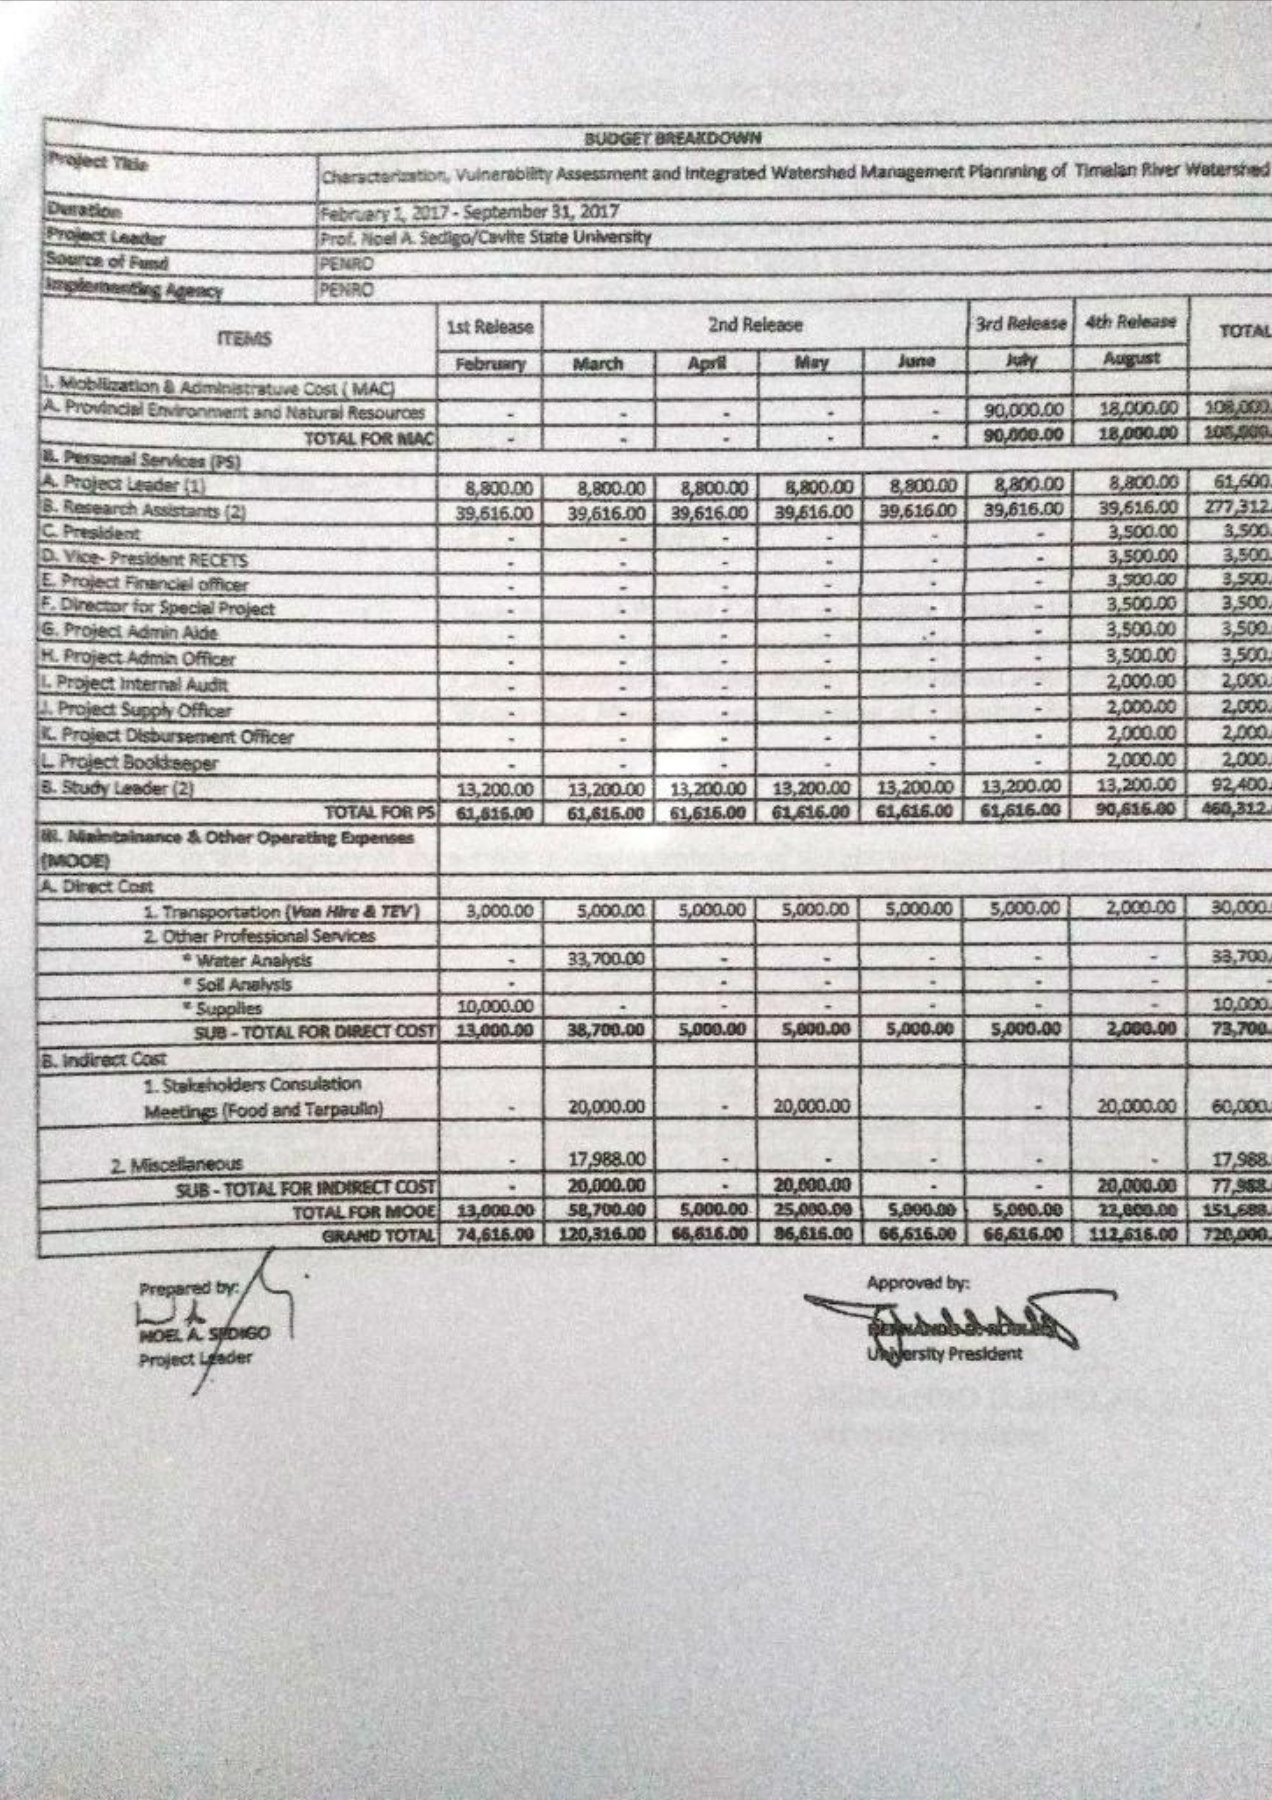 BUDGET BREAKDOWN
Project Title Characterization, Vulnerability Assessment and Integrated Watershed Management Plannning of Timalan River Watershed
Duration February 1, 2017 - September 31, 2017
Project Leader Prof. Noel A. Sedigo/Cavite State University
Source of Fund PENRO
Implementing Agency PENRO
ITEMS 1st Release 2nd Release 3rd Release 4th Release TOTAL
February March April May June July August
I. Mobilization & Administratuve Cost ( MAC)
A. Provincial Environment and Natural Resources - - - - - 90,000.00 18,000.00 108,000.
TOTAL FOR MAC - - - - - 90,000.00 18,000.00 108,000.
II. Personal Services (PS)
A. Project Leader (1) 8,800.00 8,800.00 8,800.00 8,800.00 8,800.00 8,800.00 8,800.00 61,600.
B. Research Assistants (2) 39,616.00 39,616.00 39,616.00 39,616.00 39,616.00 39,616.00 39,616.00 277,312.
C. President - - - - - - 3,500.00 3,500.
D. Vice- President RECETS - - - - - - 3,500.00 3,500.
E. Project Financiel officer - - - - - - 3,500.00 3,500.
F. Director for Special Project - - - - - - 3,500.00 3,500.
G. Project Admin Aide - - - - - - 3,500.00 3,500.
H. Project Admin Officer - - - - - - 3,500.00 3,500.
I. Project Internal Audit - - - - - - 2,000.00 2,000.
J. Project Supply Officer - - - - - - 2,000.00 2,000.
K. Project Disbursement Officer - - - - - - 2,000.00 2,000.
L. Project Bookkeeper - - - - - - 2,000.00 2,000.
B. Study Leader (2) 13,200.00 13,200.00 13,200.00 13,200.00 13,200.00 13,200.00 13,200.00 92,400.
TOTAL FOR PS 61,616.00 61,616.00 61,616.00 61,616.00 61,616.00 61,616.00 90,616.00 460,312.
III. Maintainance & Other Operating Expenses
(MOOE)
A. Direct Cost
1. Transportation (Van Hire & TEV) 3,000.00 5,000.00 5,000.00 5,000.00 5,000.00 5,000.00 2,000.00 30,000.
2. Other Professional Services
* Water Analysis - 33,700.00 - - - - - 33,700.
* Soil Analysis - - - - - - -
* Supplies 10,000.00 - - - - - - 10,000.
SUB - TOTAL FOR DIRECT COST 13,000.00 38,700.00 5,000.00 5,000.00 5,000.00 5,000.00 2,000.00 73,700.
B. Indirect Cost
1. Stakeholders Consulation
Meetings (Food and Tarpaulin) - 20,000.00 - 20,000.00 - 20,000.00 60,000.
2. Miscellaneous - 17,988.00 - - - - - 17,988.
SUB - TOTAL FOR INDIRECT COST - 20,000.00 - 20,000.00 - - 20,000.00 77,988.
TOTAL FOR MOOE 13,000.00 58,700.00 5,000.00 25,000.00 5,000.00 5,000.00 22,000.00 151,688.
GRAND TOTAL 74,616.00 120,316.00 66,616.00 86,616.00 66,616.00 66,616.00 112,616.00 720,000.
Prepared by:
NOEL A. SEDIGO
Project Leader
Approved by:
University President